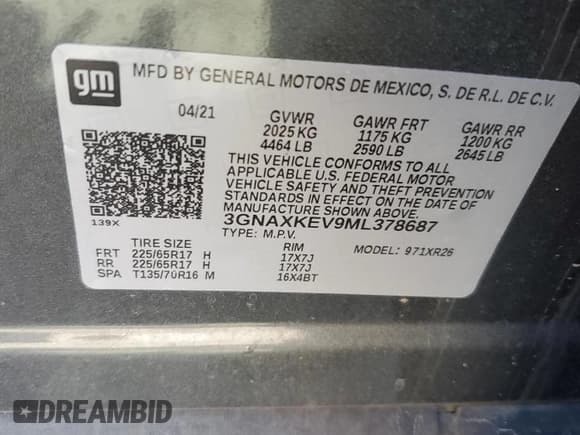 gm
MFD BY GENERAL MOTORS DE MEXICO, S. DE R.L. DE C.V.
04/21 GVWR GAWR FRT GAWR RR
2025 KG 1175 KG 1200 KG
4464 LB 2590 LB 2645 LB
THIS VEHICLE CONFORMS TO ALL
APPLICABLE U.S. FEDERAL MOTOR
VEHICLE SAFETY AND THEFT PREVENTION
STANDARDS IN EFFECT ON THE DATE OF
MANUFACTURE SHOWN ABOVE.
139X 3GNAXKEV9ML378687
TYPE: M.P.V. MODEL: 971XR26
TIRE SIZE RIM
FRT 225/65R17 H 17X7J
RR 225/65R17 H 17X7J
SPA T135/70R16 M 16X4BT
DREAMBID